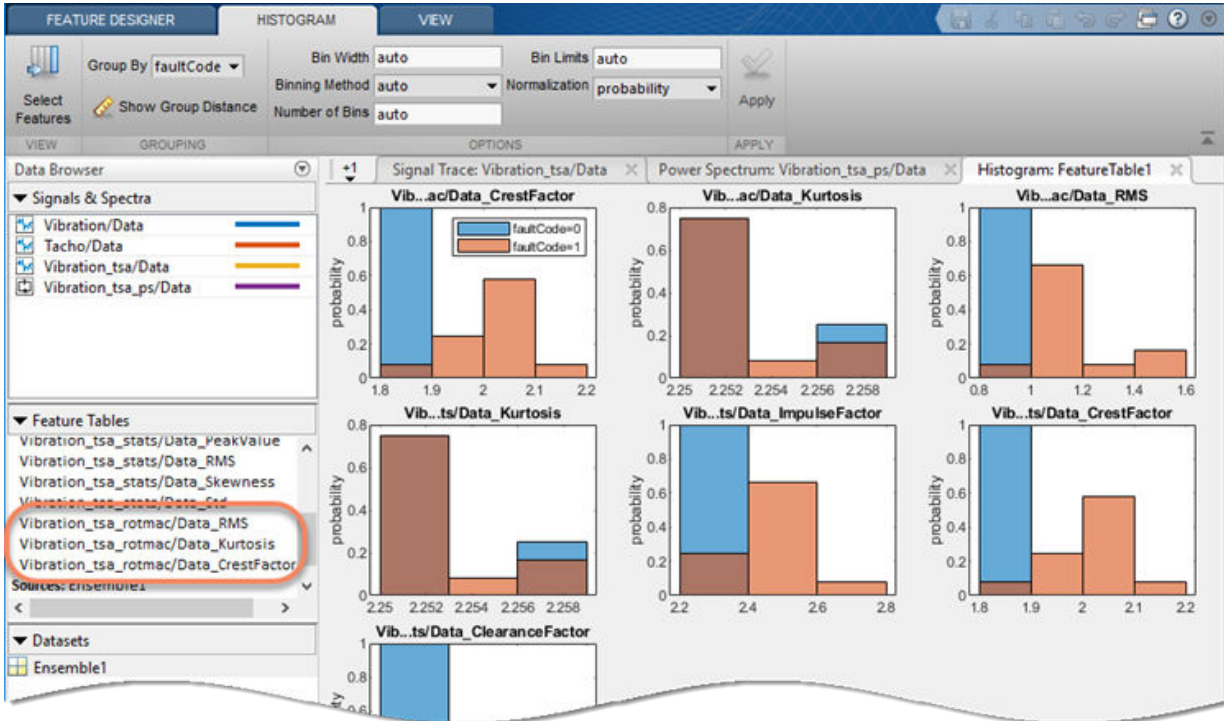 FEATURE DESIGNER HISTOGRAM VIEW
Select Features
Group By faultCode
Show Group Distance
Bin Width auto
Binning Method auto
Number of Bins auto
Bin Limits auto
Normalization probability
Apply
VIEW GROUPING OPTIONS APPLY
Data Browser
Signals & Spectra
Vibration/Data
Tacho/Data
Vibration_tsa/Data
Vibration_tsa_ps/Data
Feature Tables
Vibration_tsa_stats/Data_PeakValue
Vibration_tsa_stats/Data_RMS
Vibration_tsa_stats/Data_Skewness
Vibration_tsa_stats/Data_Std
Vibration_tsa_rotmac/Data_RMS
Vibration_tsa_rotmac/Data_Kurtosis
Vibration_tsa_rotmac/Data_CrestFactor
Sources: Ensemble1
Datasets
Ensemble1
+1 Signal Trace: Vibration_tsa/Data Power Spectrum: Vibration_tsa_ps/Data Histogram: FeatureTable1
Vib...ac/Data_CrestFactor
probability
1
0.8
0.6
0.4
0.2
0
1.8 1.9 2 2.1 2.2
faultCode=0
faultCode=1
Vib...ac/Data_Kurtosis
probability
0.8
0.6
0.4
0.2
0
2.25 2.252 2.254 2.256 2.258
Vib...ac/Data_RMS
probability
1
0.8
0.6
0.4
0.2
0
0.8 1 1.2 1.4 1.6
Vib...ts/Data_Kurtosis
probability
0.8
0.6
0.4
0.2
0
2.25 2.252 2.254 2.256 2.258
Vib...ts/Data_ImpulseFactor
probability
1
0.8
0.6
0.4
0.2
0
2.2 2.4 2.6 2.8
Vib...ts/Data_CrestFactor
probability
1
0.8
0.6
0.4
0.2
0
1.8 1.9 2 2.1 2.2
Vib...ts/Data_ClearanceFactor
1
0.8